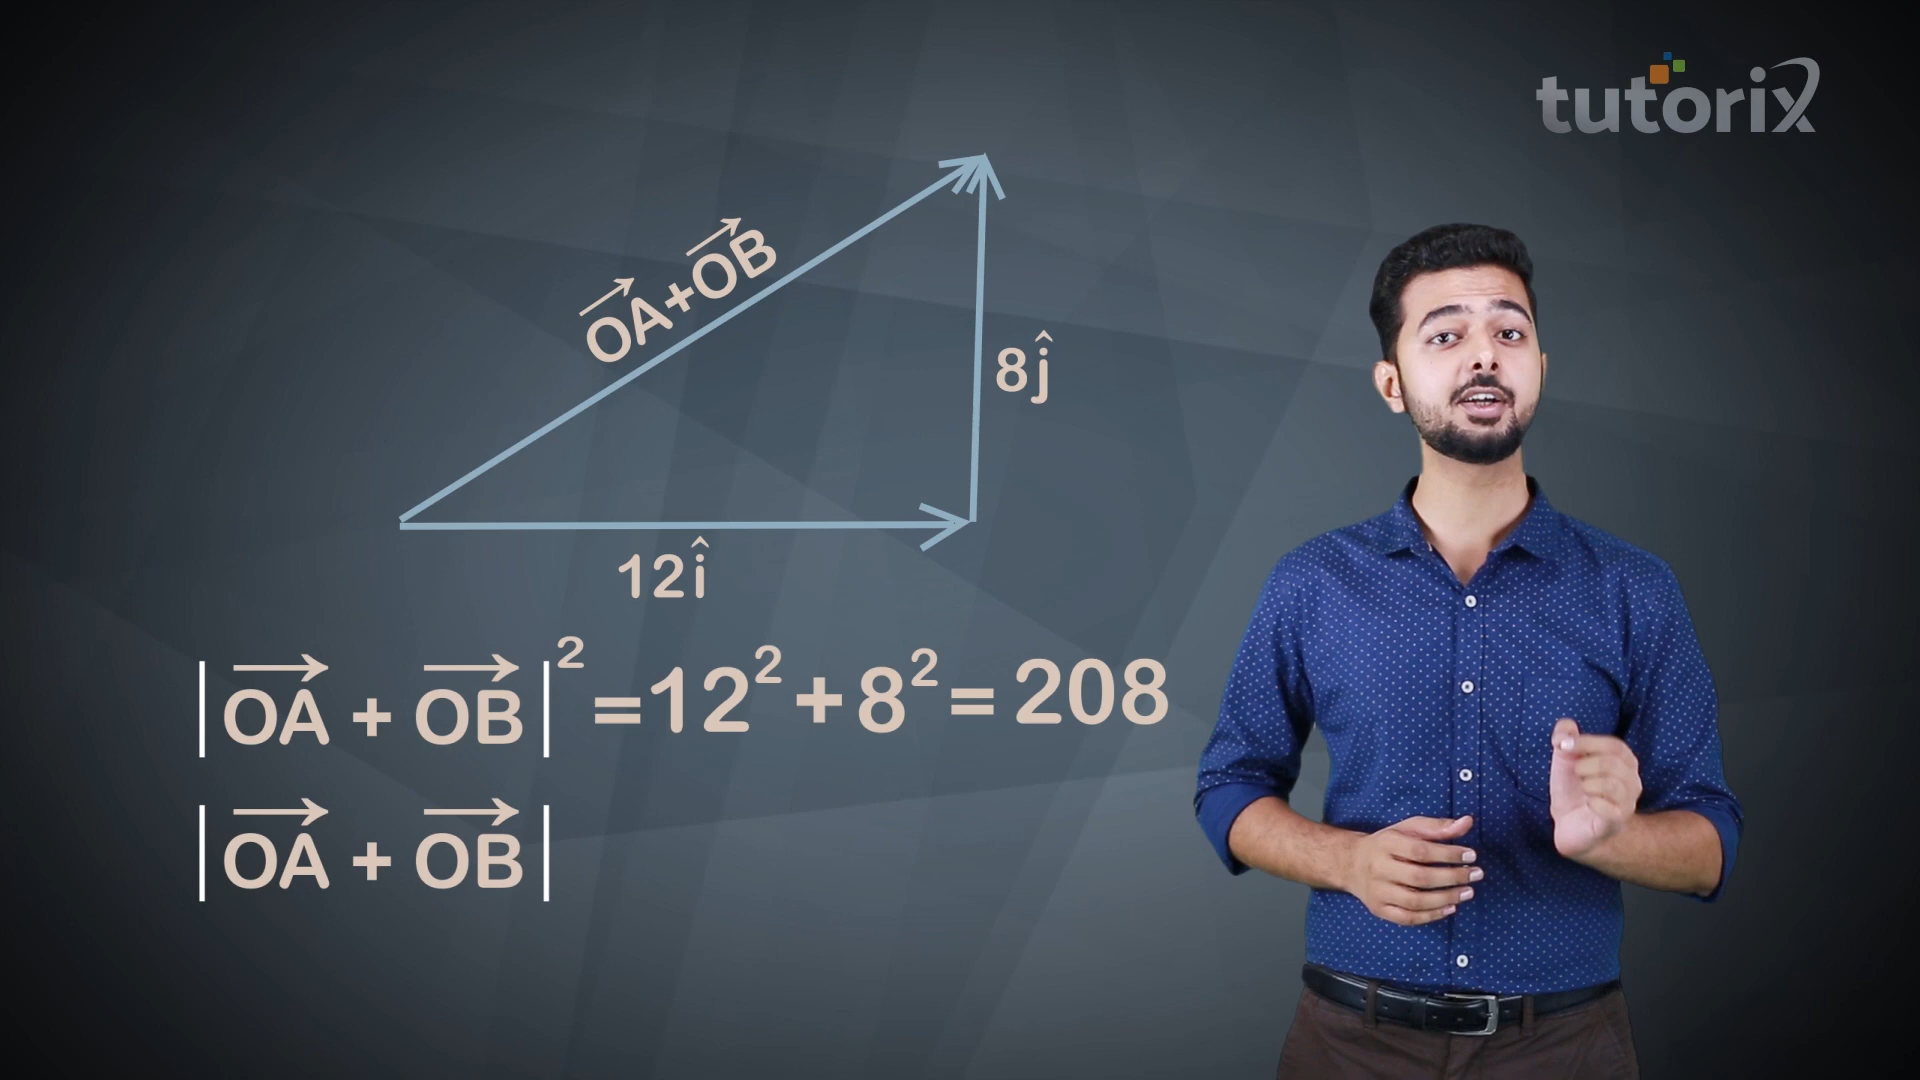 tutorix
OA+OB
8ĵ
12î
|OA + OB|² = 12² + 8² = 208
|OA + OB|